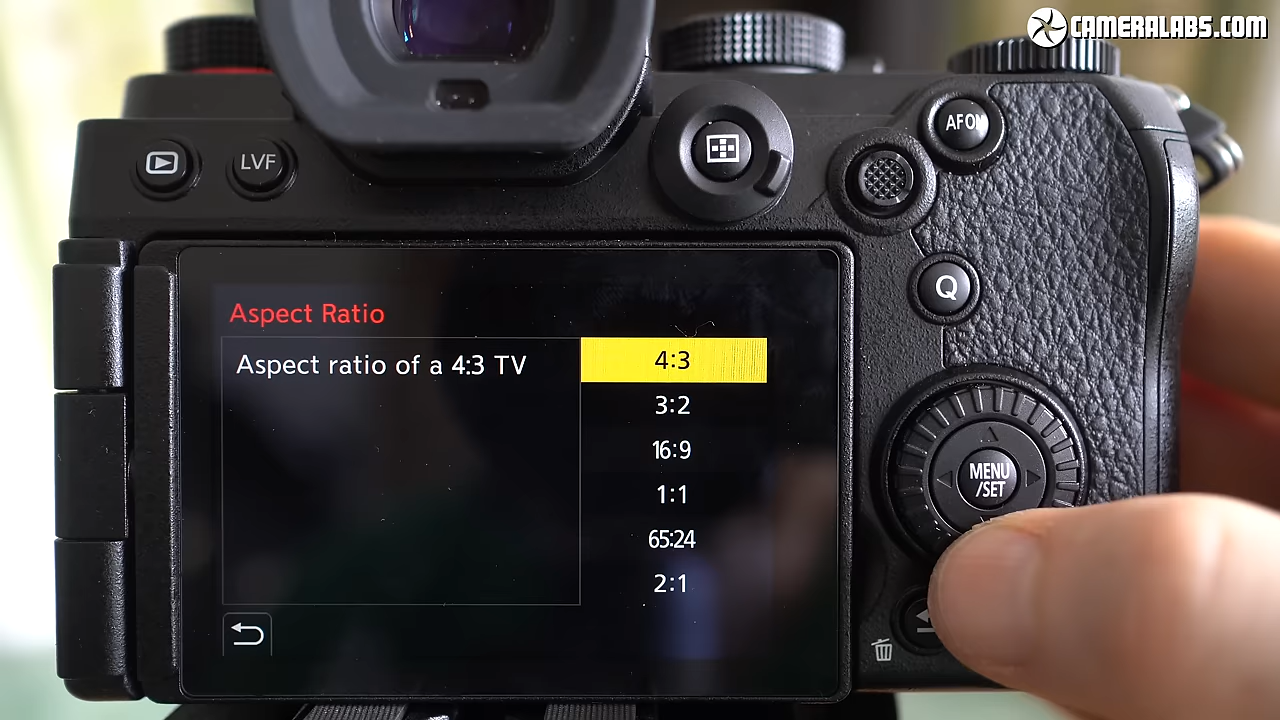 CAMERALABS.COM
AF ON
LVF
Q
Aspect Ratio
Aspect ratio of a 4:3 TV
4:3
3:2
16:9
1:1
65:24
2:1
MENU
/SET